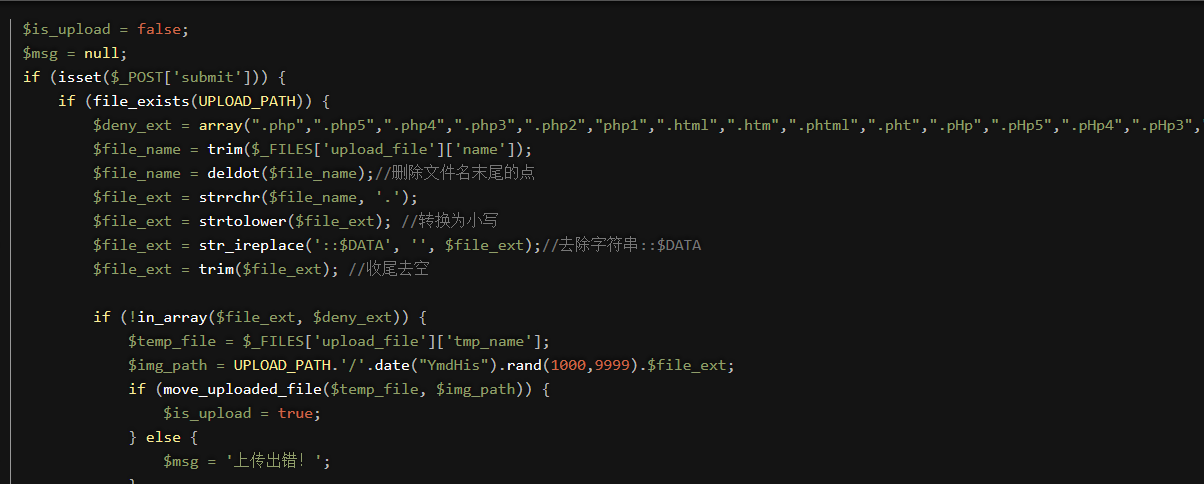 $is_upload = false;
$msg = null;
if (isset($_POST['submit'])) {
    if (file_exists(UPLOAD_PATH)) {
        $deny_ext = array(".php",".php5",".php4",".php3",".php2","php1",".html",".htm",".phtml",".pht",".pHp",".pHp5",".pHp4",".pHp3",
        $file_name = trim($_FILES['upload_file']['name']);
        $file_name = deldot($file_name);//删除文件名末尾的点
        $file_ext = strrchr($file_name, '.');
        $file_ext = strtolower($file_ext); //转换为小写
        $file_ext = str_ireplace('::$DATA', '', $file_ext);//去除字符串::$DATA
        $file_ext = trim($file_ext); //收尾去空
        if (!in_array($file_ext, $deny_ext)) {
            $temp_file = $_FILES['upload_file']['tmp_name'];
            $img_path = UPLOAD_PATH.'/'.date("YmdHis").rand(1000,9999).$file_ext;
            if (move_uploaded_file($temp_file, $img_path)) {
                $is_upload = true;
            } else {
                $msg = '上传出错！';
            }